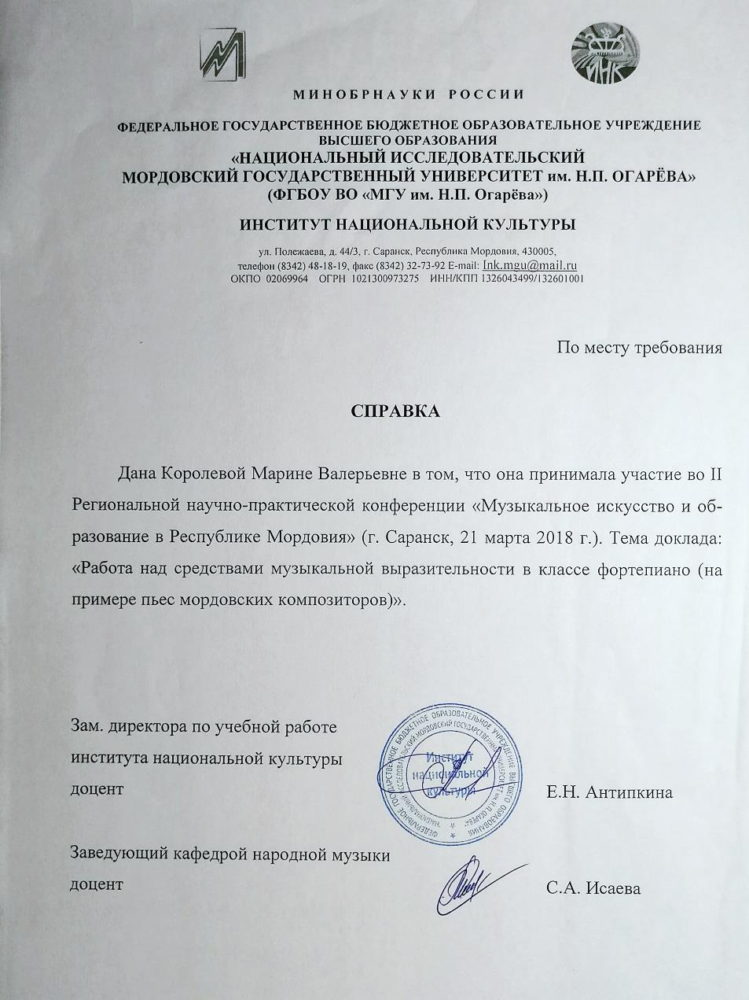 ИНК
МИНОБРНАУКИ РОССИИ
ФЕДЕРАЛЬНОЕ ГОСУДАРСТВЕННОЕ БЮДЖЕТНОЕ ОБРАЗОВАТЕЛЬНОЕ УЧРЕЖДЕНИЕ
ВЫСШЕГО ОБРАЗОВАНИЯ
«НАЦИОНАЛЬНЫЙ ИССЛЕДОВАТЕЛЬСКИЙ
МОРДОВСКИЙ ГОСУДАРСТВЕННЫЙ УНИВЕРСИТЕТ им. Н.П. ОГАРЁВА»
(ФГБОУ ВО «МГУ им. Н.П. Огарёва»)
ИНСТИТУТ НАЦИОНАЛЬНОЙ КУЛЬТУРЫ
ул. Полежаева, д. 44/3, г. Саранск, Республика Мордовия, 430005,
телефон (8342) 48-18-19, факс (8342) 32-73-92 E-mail: Ink.mgu@mail.ru
ОКПО 02069964 ОГРН 1021300973275 ИНН/КПП 1326043499/132601001
По месту требования
СПРАВКА
Дана Королевой Марине Валерьевне в том, что она принимала участие во II
Региональной научно-практической конференции «Музыкальное искусство и об-
разование в Республике Мордовия» (г. Саранск, 21 марта 2018 г.). Тема доклада:
«Работа над средствами музыкальной выразительности в классе фортепиано (на
примере пьес мордовских композиторов)».
Зам. директора по учебной работе
института национальной культуры
доцент
Е.Н. Антипкина
ФЕДЕРАЛЬНОЕ ГОСУДАРСТВЕННОЕ БЮДЖЕТНОЕ ОБРАЗОВАТЕЛЬНОЕ УЧРЕЖДЕНИЕ ВЫСШЕГО ОБРАЗОВАНИЯ
"НАЦИОНАЛЬНЫЙ ИССЛЕДОВАТЕЛЬСКИЙ МОРДОВСКИЙ ГОСУДАРСТВЕННЫЙ УНИВЕРСИТЕТ им. Н.П. ОГАРЁВА"
Институт
национальной
культуры
Заведующий кафедрой народной музыки
доцент
С.А. Исаева